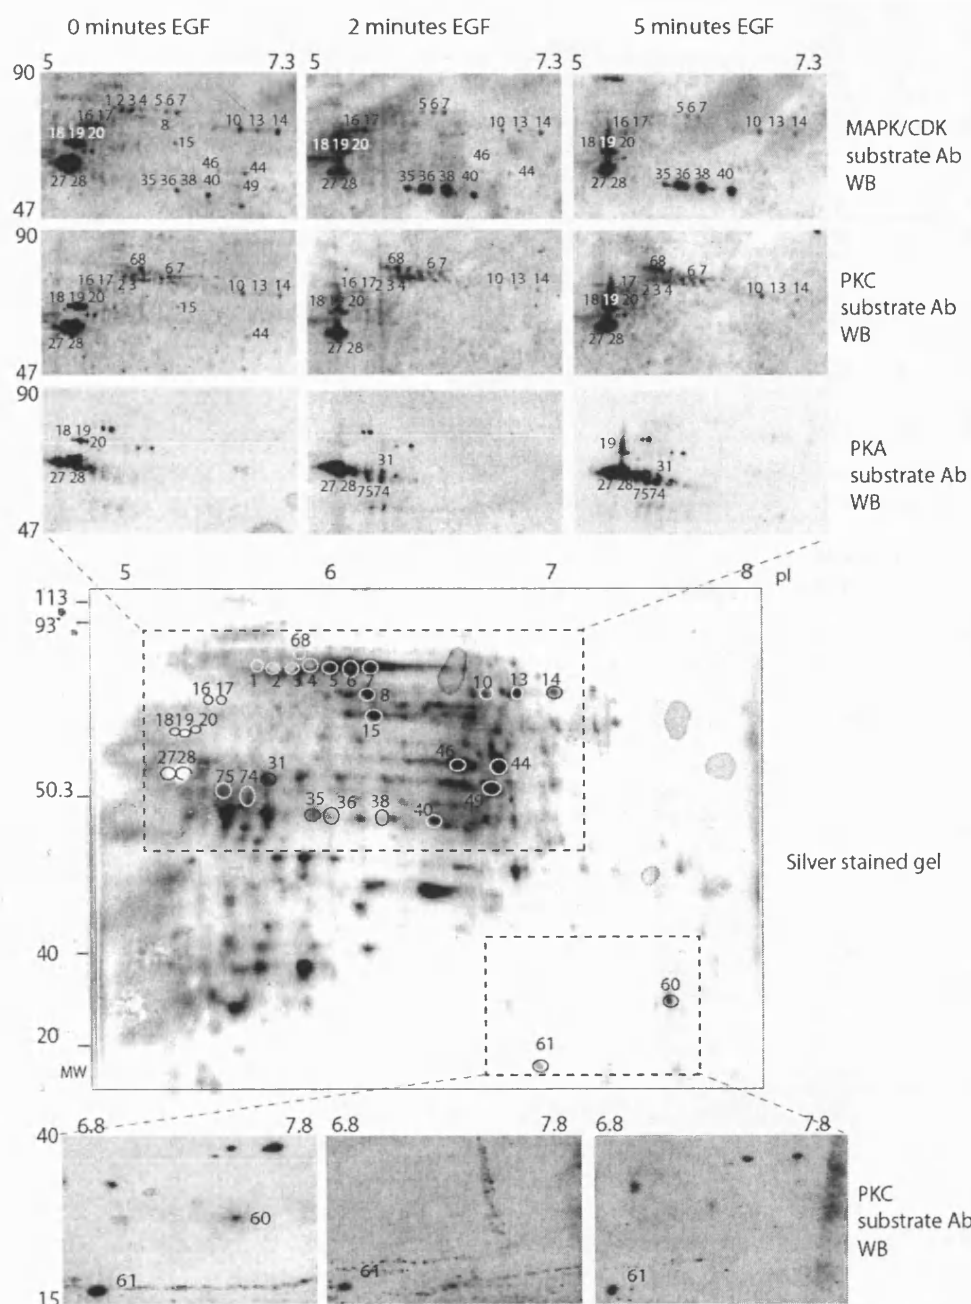 0 minutes EGF 2 minutes EGF 5 minutes EGF
5 7.3 5 7.3 5 7.3
90
1 2 3 4 5 6 7
16 17
8
10 13 14
18 19 20
15
46
44
35 36 38 40 49
27 28
47
5 6 7
16 17
10 13 14
18 19 20
46
44
35 36 38 40
27 28
5 6 7
16 17
10 13 14
18 19 20
35 36 38 40
27 28
MAPK/CDK
substrate Ab
WB
90
68
6 7
16 17 2 3
10 13 14
18 19 20
15
44
27 28
47
68
6 7
16 17 2 3 4
10 13 14
18 19 20
27 28
68
6 7
17 2 3 4
10 13 14
18 19 20
27 28
PKC
substrate Ab
WB
90
18 19
20
27 28
47
31
27 28
75 74
19
31
27 28
75 74
PKA
substrate Ab
WB
5 6 7 8 pI
113
93
68
1 2 3 4 5 6 7
16 17
8
10 13 14
18 19 20
15
27 28
31
46 44
75 74
50.3
49
35 36 38 40
Silver stained gel
40
60
20
61
MW
6.8 7.8 6.8 7.8 6.8 7.8
40
60
61
15
61
61
PKC
substrate Ab
WB